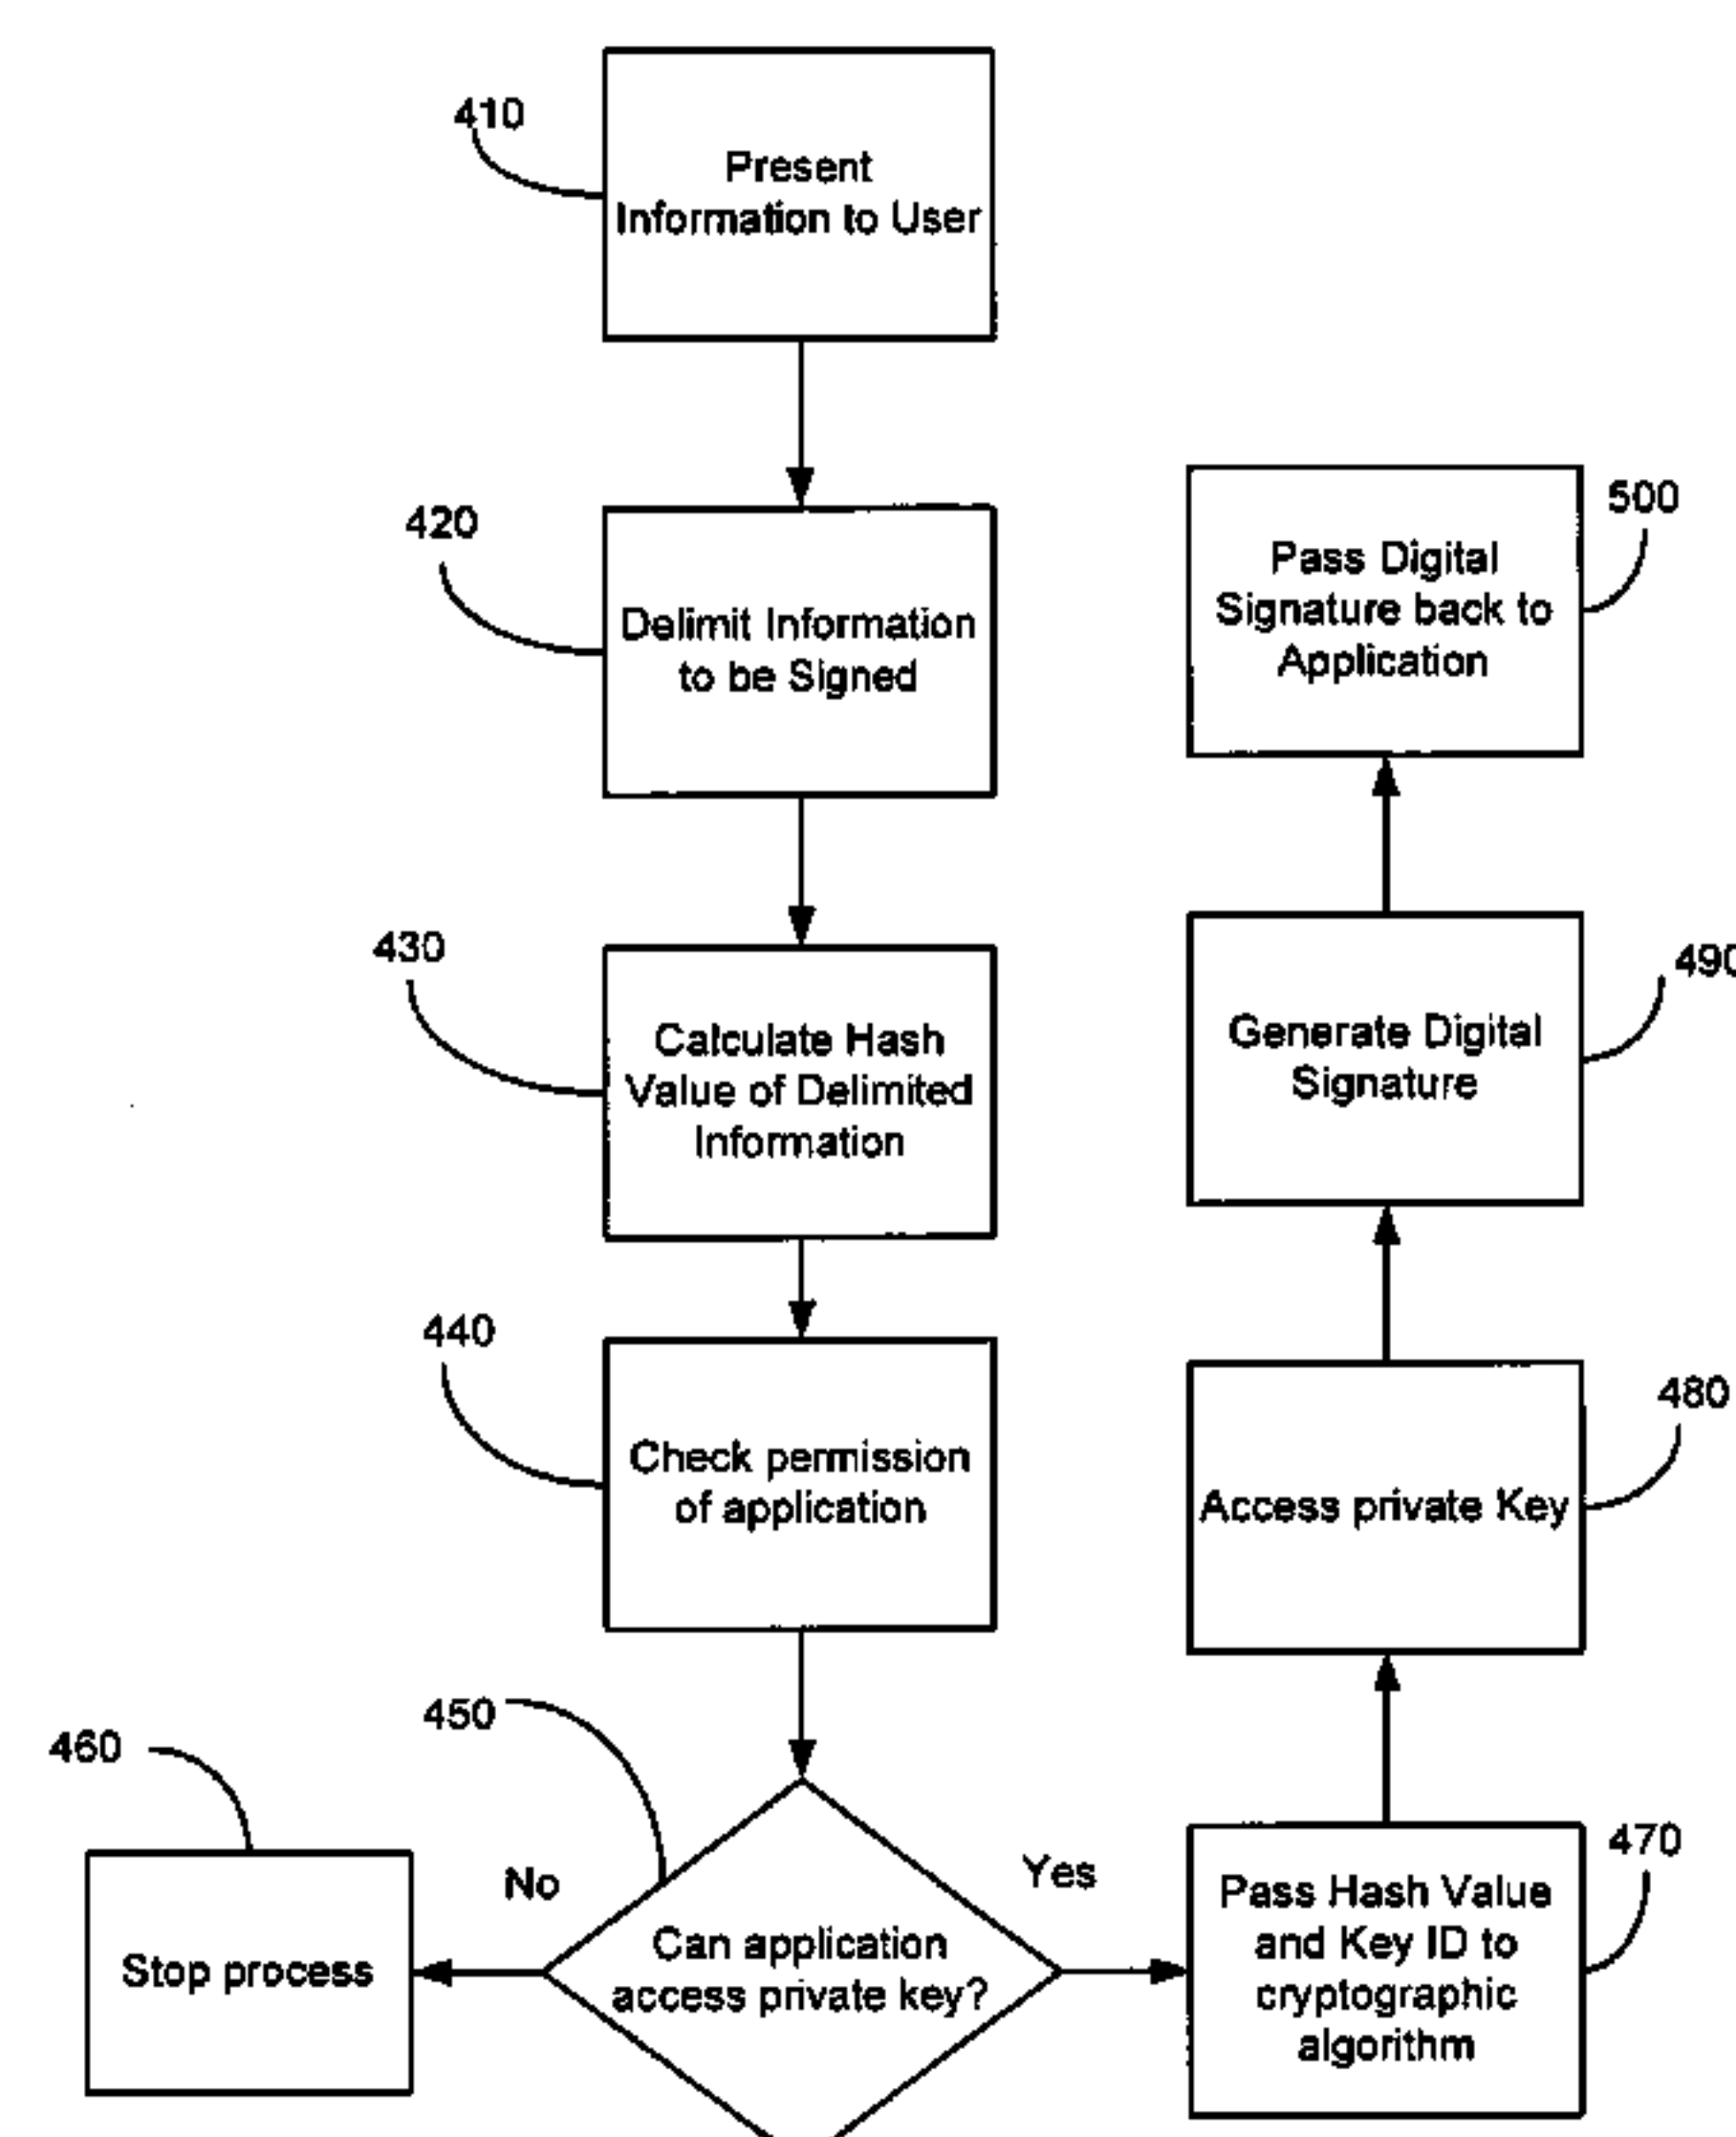 410
Present
Information to User
420
Delimit Information
to be Signed
430
Calculate Hash
Value of Delimited
Information
440
Check permission
of application
450
Can application
access private key?
No
460
Stop process
Yes
470
Pass Hash Value
and Key ID to
cryptographic
algorithm
480
Access private Key
490
Generate Digital
Signature
500
Pass Digital
Signature back to
Application